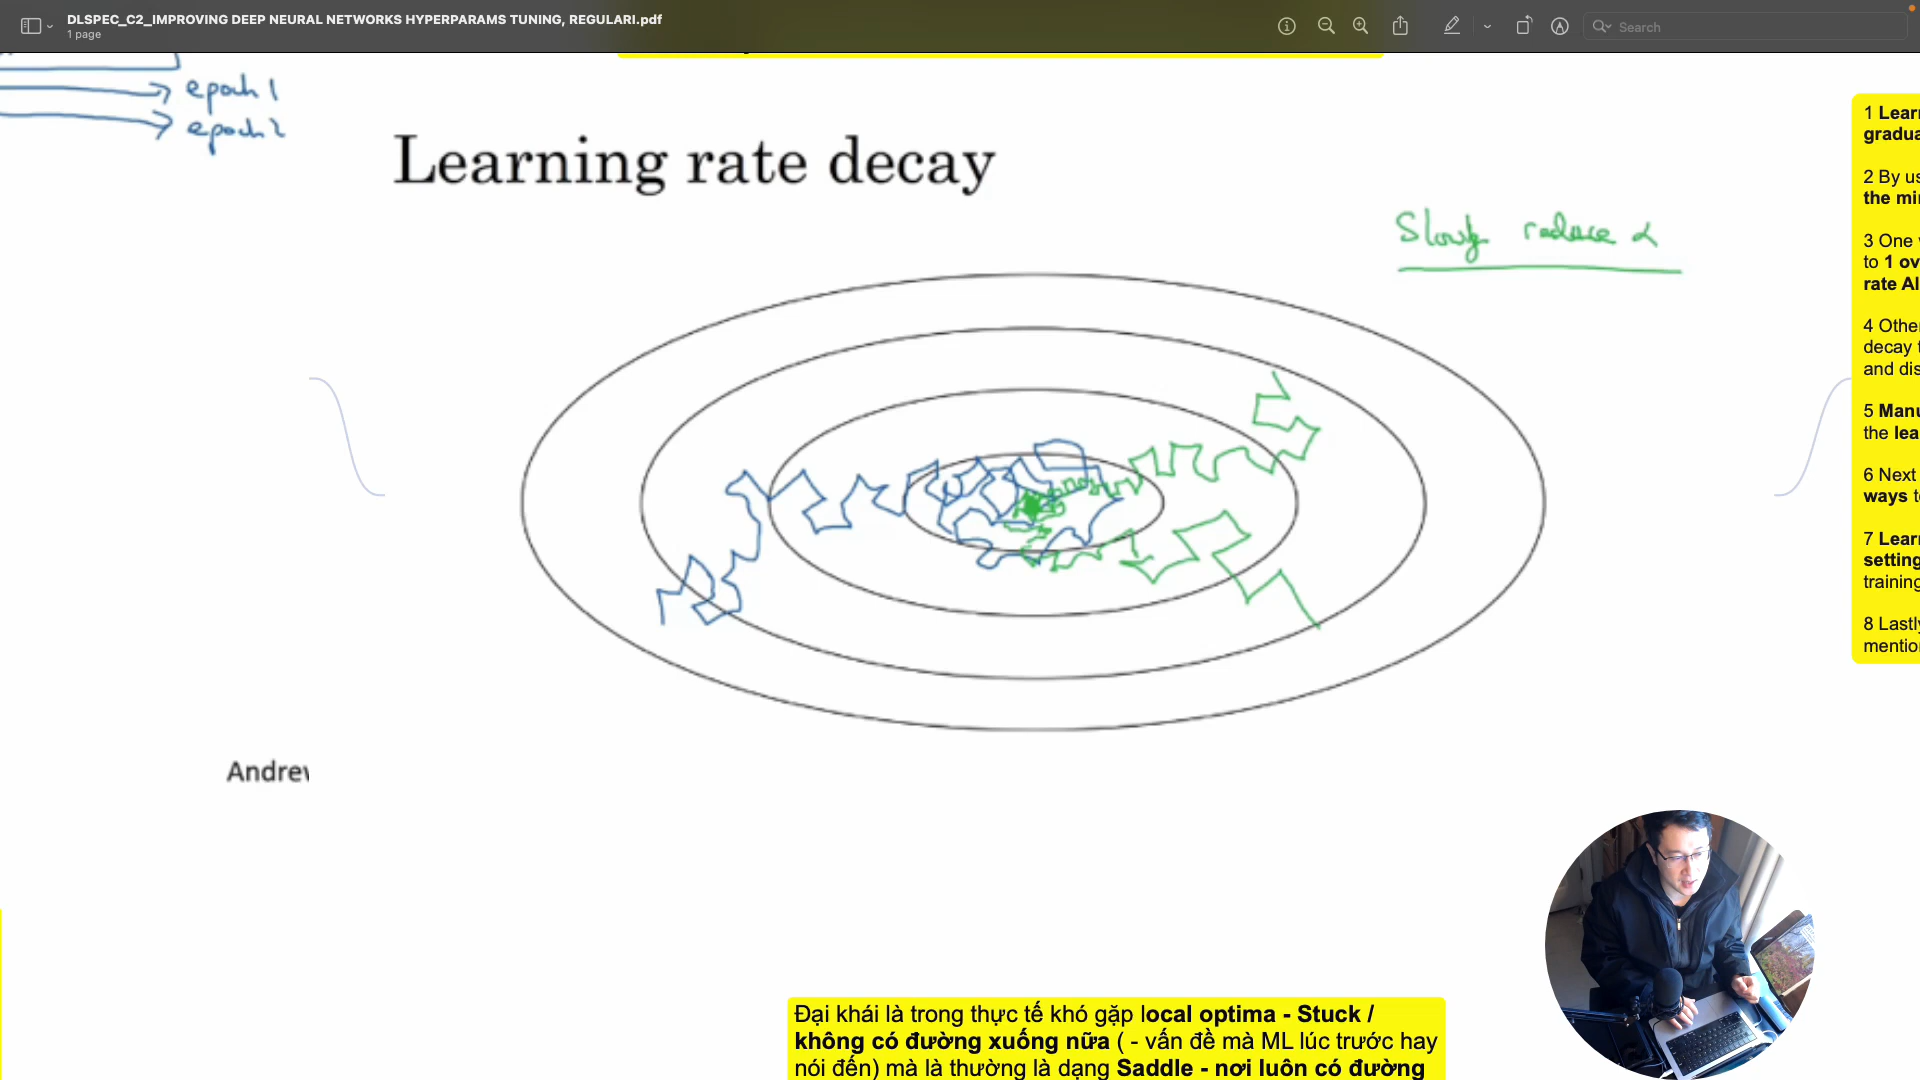 DLSPEC_C2_IMPROVING DEEP NEURAL NETWORKS HYPERPARAMS TUNING, REGULARI.pdf
1 page
Search
epoch 1
epoch 2
Learning rate decay
Slowly reduce α
1 Learn
gradua
2 By us
the mi
3 One
to 1 ov
rate Al
4 Othe
decay
and dis
5 Manu
the lea
6 Next
ways t
7 Learn
setting
training
8 Lastly
mentio
Andrew
Đại khái là trong thực tế khó gặp local optima - Stuck /
không có đường xuống nữa ( - vấn đề mà ML lúc trước hay
nói đến) mà là thường là dạng Saddle - nơi luôn có đường